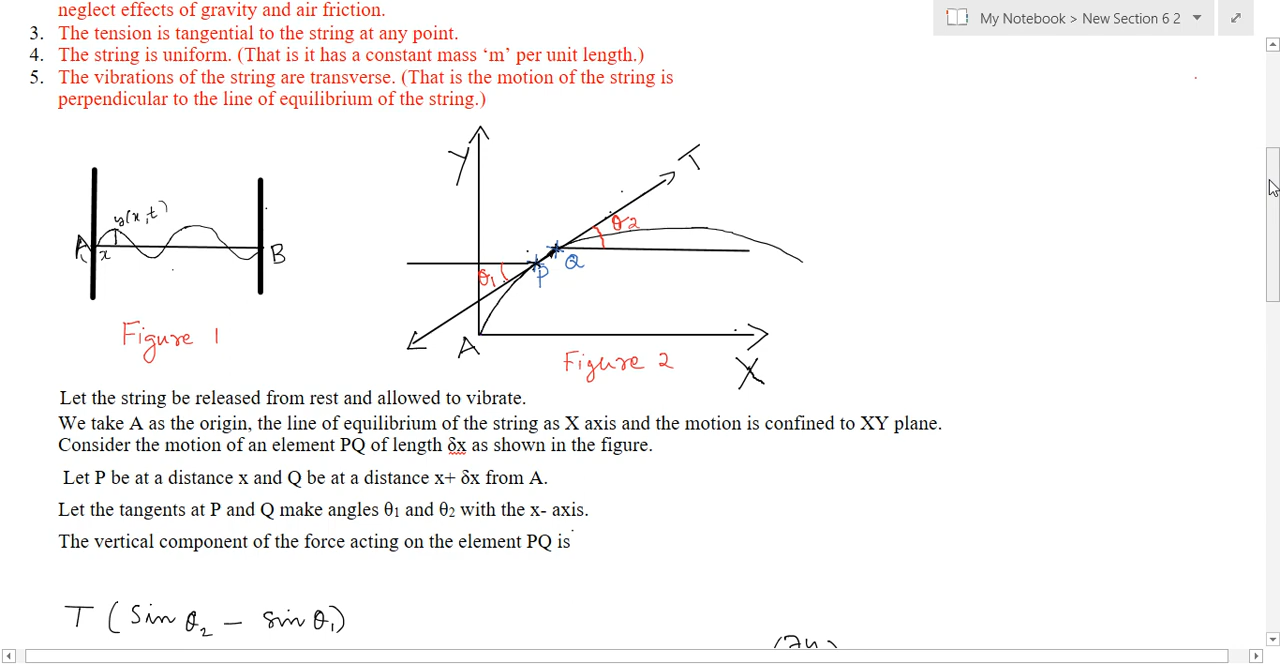 neglect effects of gravity and air friction.
My Notebook > New Section 6 2
3. The tension is tangential to the string at any point.
4. The string is uniform. (That is it has a constant mass ‘m’ per unit length.)
5. The vibrations of the string are transverse. (That is the motion of the string is
perpendicular to the line of equilibrium of the string.)
Y
T
y(x,t)
θ2
A
x
B
θ1
P
Q
Figure 1
A
Figure 2
X
Let the string be released from rest and allowed to vibrate.
We take A as the origin, the line of equilibrium of the string as X axis and the motion is confined to XY plane.
Consider the motion of an element PQ of length δx as shown in the figure.
Let P be at a distance x and Q be at a distance x+ δx from A.
Let the tangents at P and Q make angles θ1 and θ2 with the x- axis.
The vertical component of the force acting on the element PQ is
T (Sin θ2 – sin θ1)